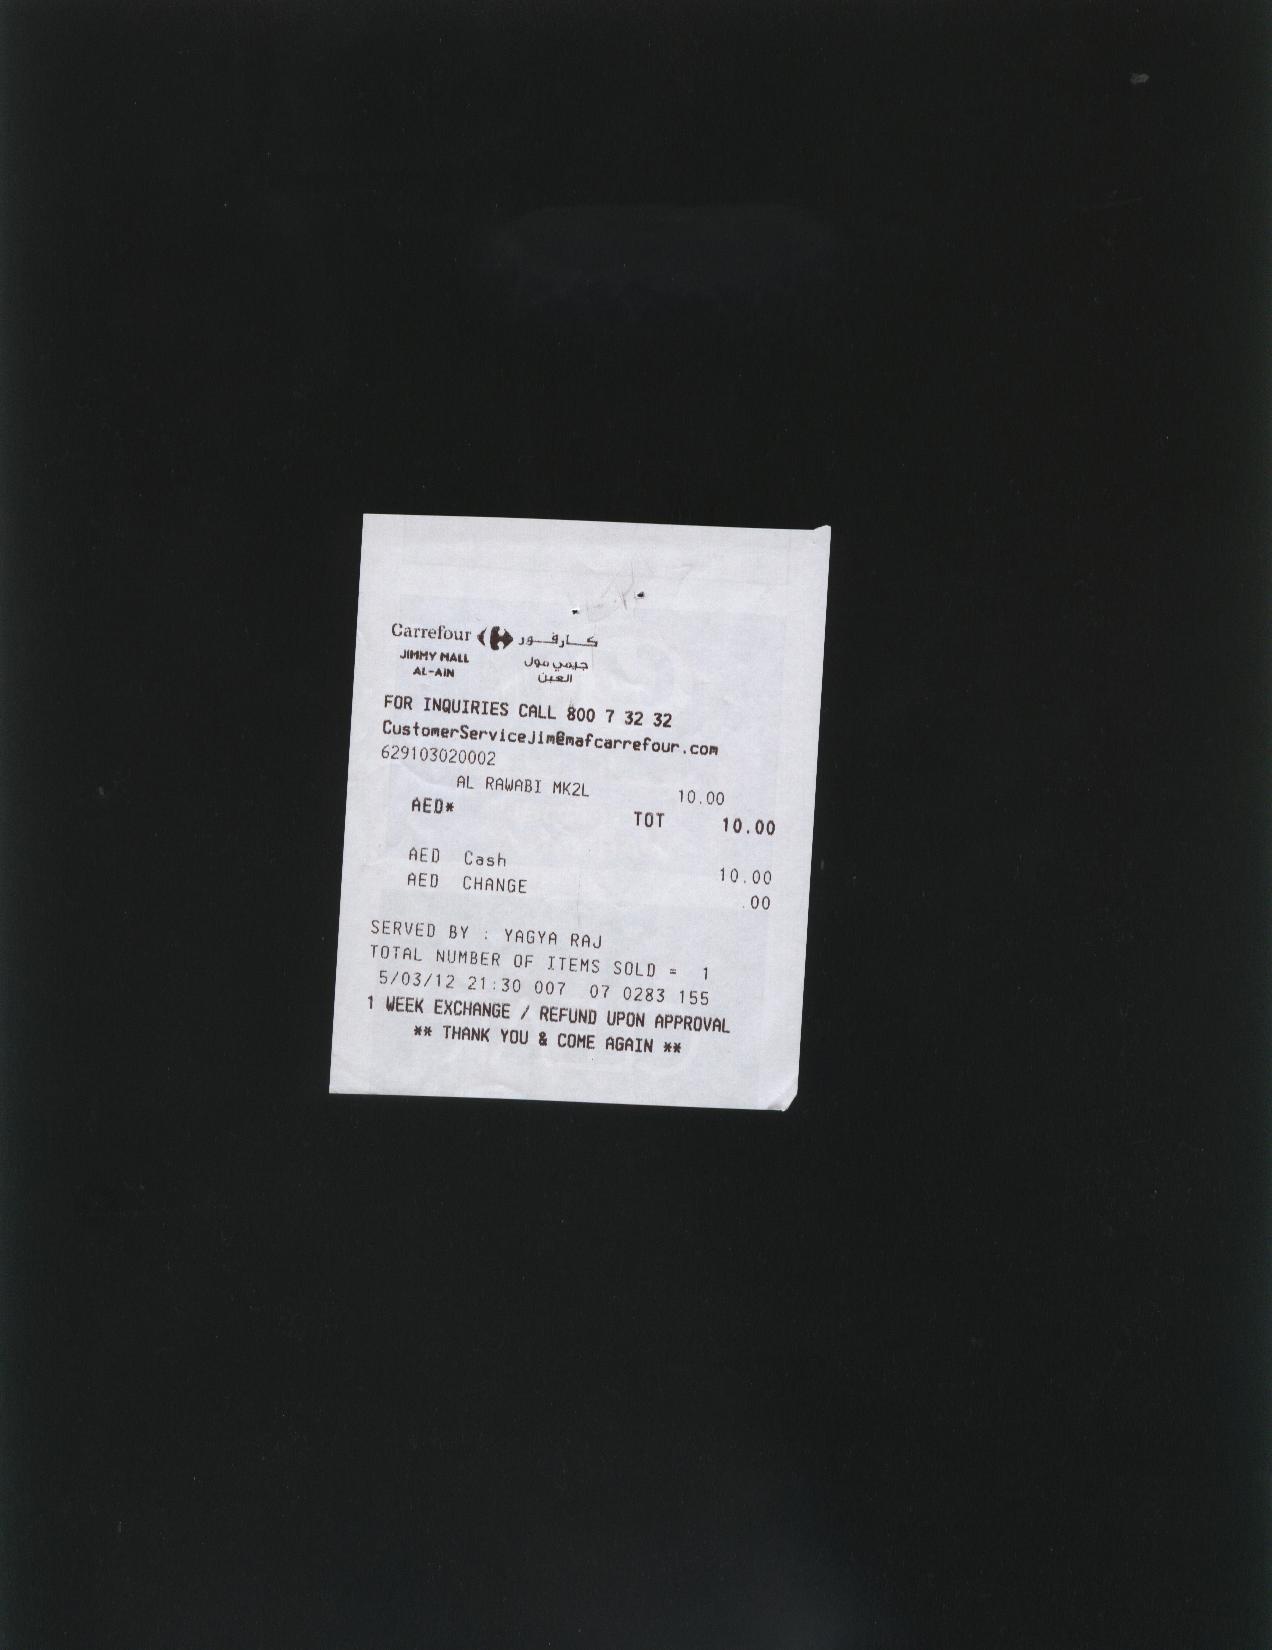 Carrefour كارفور
JIMMY MALL جيمي مول
AL-AIN العين
FOR INQUIRIES CALL 800 7 32 32
CustomerServiceJim@mafcarrefour.com
629103020002
AL RAWABI MK2L 10.00
AED* TOT 10.00
AED Cash 10.00
AED CHANGE .00
SERVED BY : YAGYA RAJ
TOTAL NUMBER OF ITEMS SOLD = 1
5/03/12 21:30 007 07 0283 155
1 WEEK EXCHANGE / REFUND UPON APPROVAL
** THANK YOU & COME AGAIN **